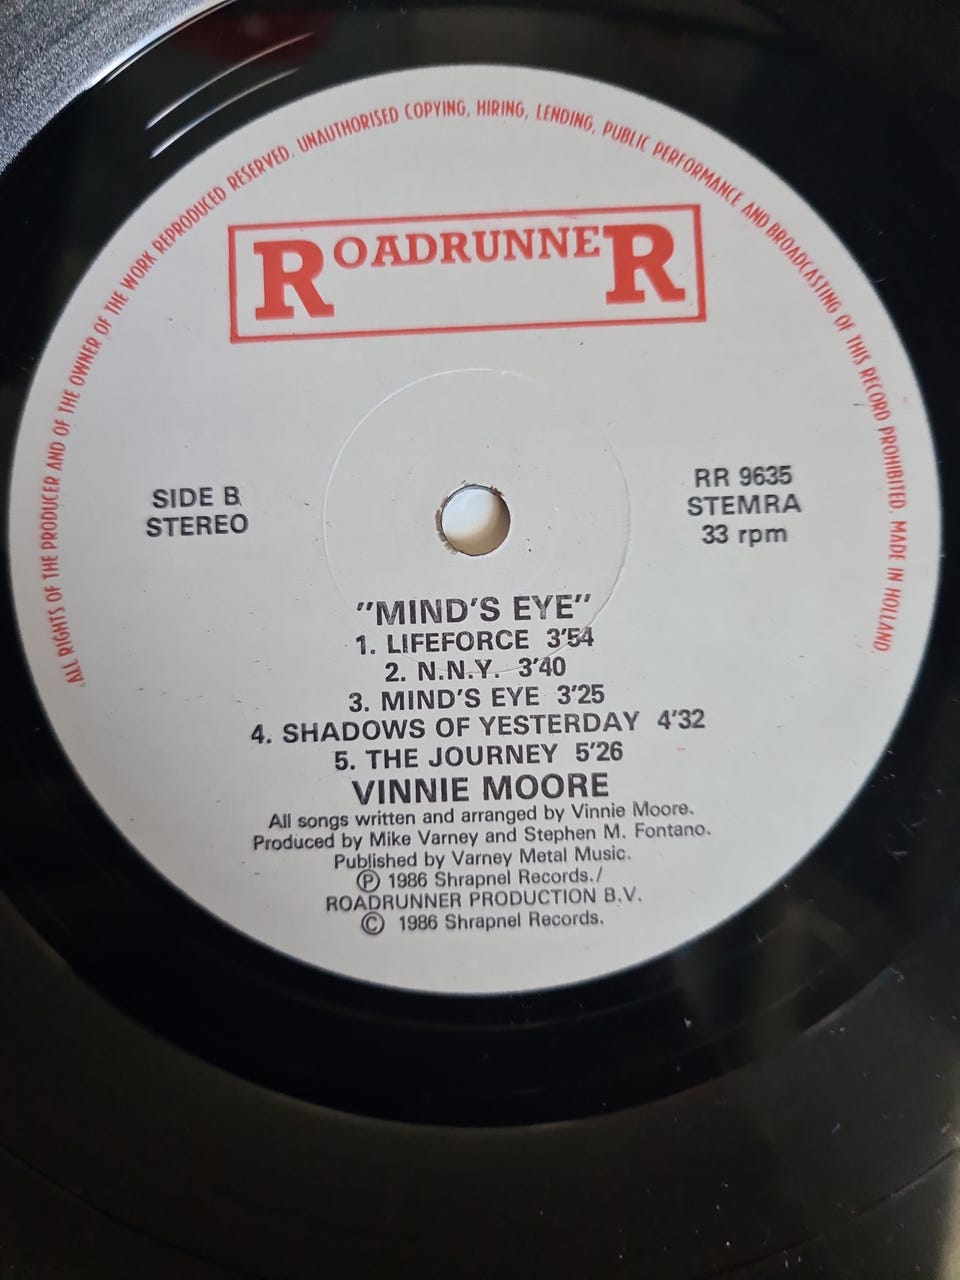 ALL RIGHTS OF THE PRODUCER AND OF THE OWNER OF THE WORK REPRODUCED RESERVED. UNAUTHORISED COPYING, HIRING, LENDING, PUBLIC PERFORMANCE AND BROADCASTING OF THIS RECORD PROHIBITED. MADE IN HOLLAND
ROADRUNNER
SIDE B
STEREO
RR 9635
STEMRA
33 rpm
"MIND'S EYE"
1. LIFEFORCE 3'54
2. N.N.Y. 3'40
3. MIND'S EYE 3'25
4. SHADOWS OF YESTERDAY 4'32
5. THE JOURNEY 5'26
VINNIE MOORE
All songs written and arranged by Vinnie Moore.
Produced by Mike Varney and Stephen M. Fontano.
Published by Varney Metal Music.
Ⓟ 1986 Shrapnel Records./
ROADRUNNER PRODUCTION B.V.
© 1986 Shrapnel Records.